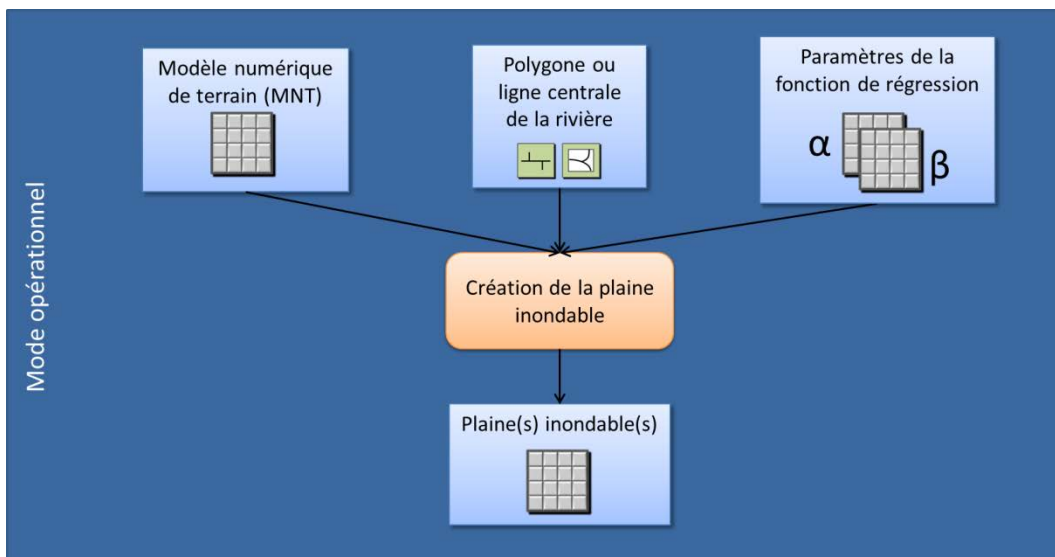 Mode opérationnel
Modèle numérique
de terrain (MNT)
Polygone ou
ligne centrale
de la rivière
Paramètres de la
fonction de régression
α
β
Création de la plaine
inondable
Plaine(s) inondable(s)